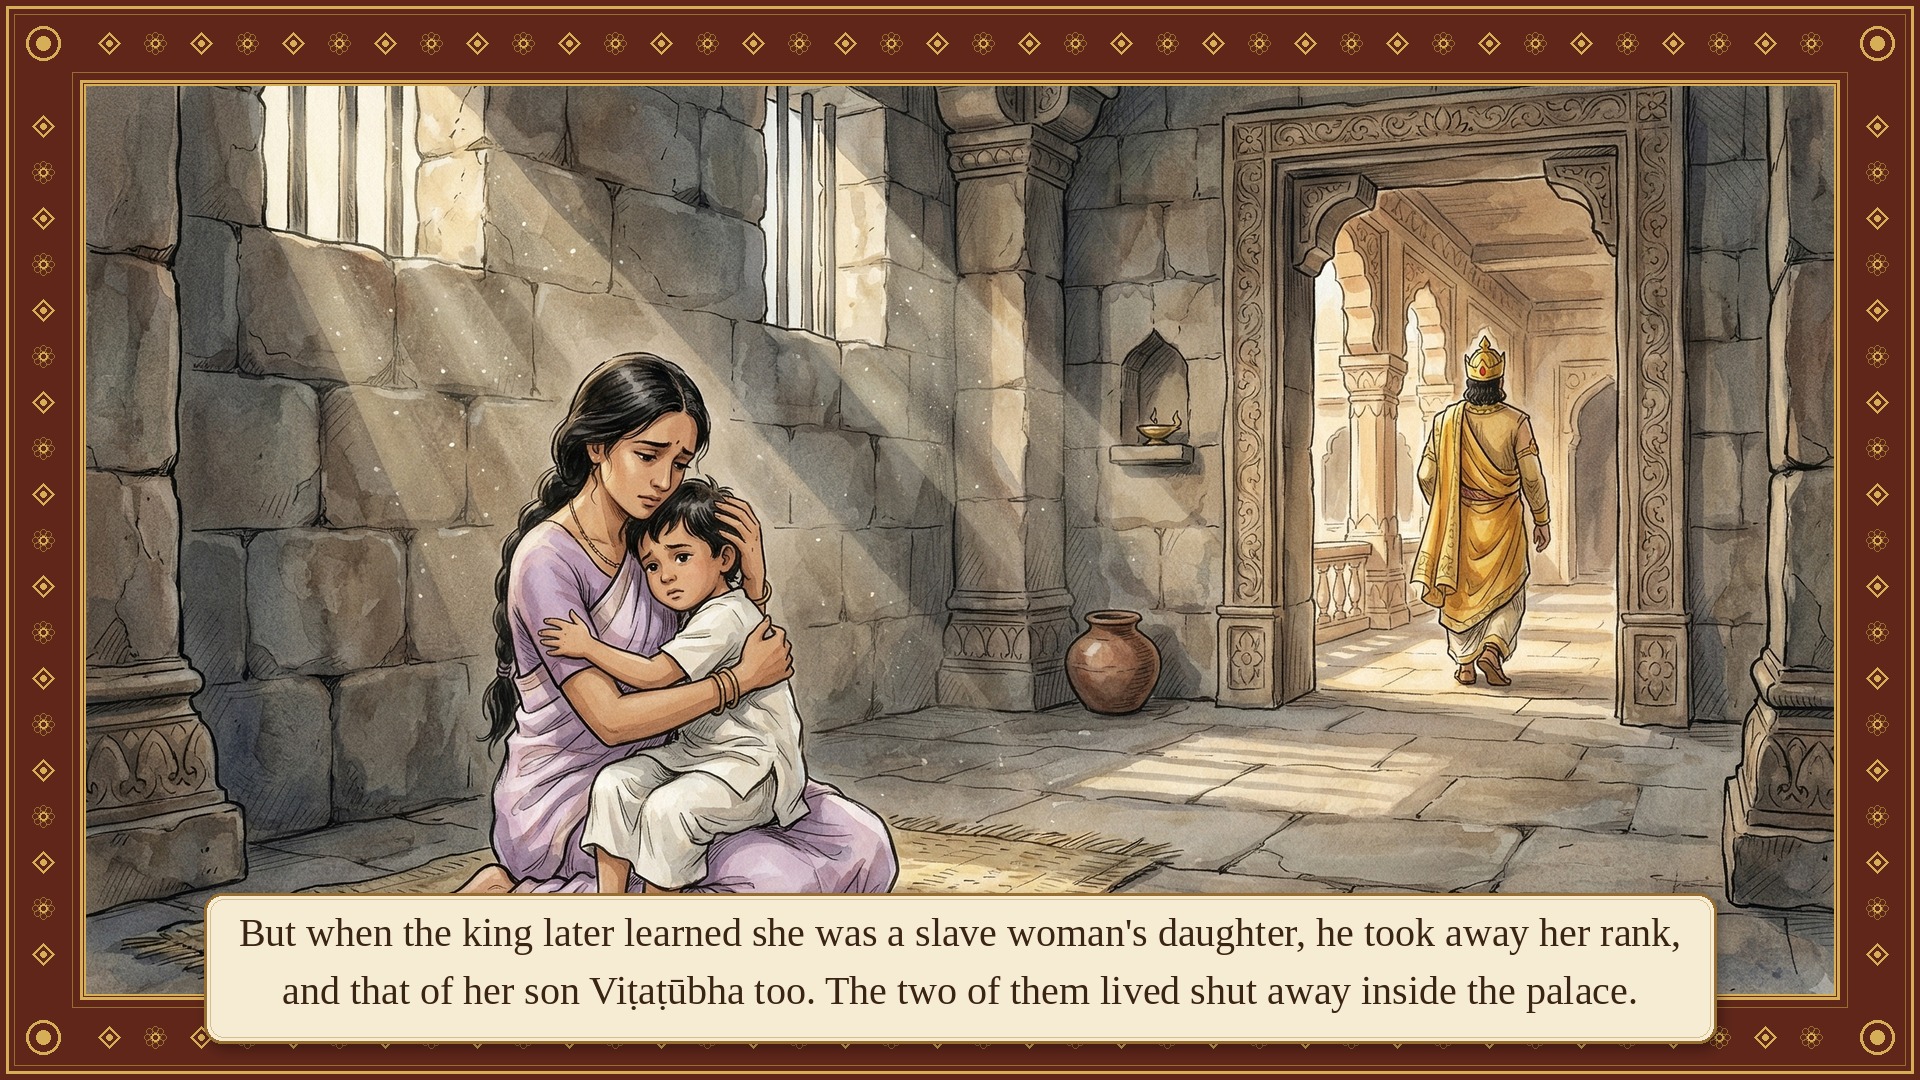 But when the king later learned she was a slave woman's daughter, he took away her rank,
and that of her son Viṭaṭūbha too. The two of them lived shut away inside the palace.